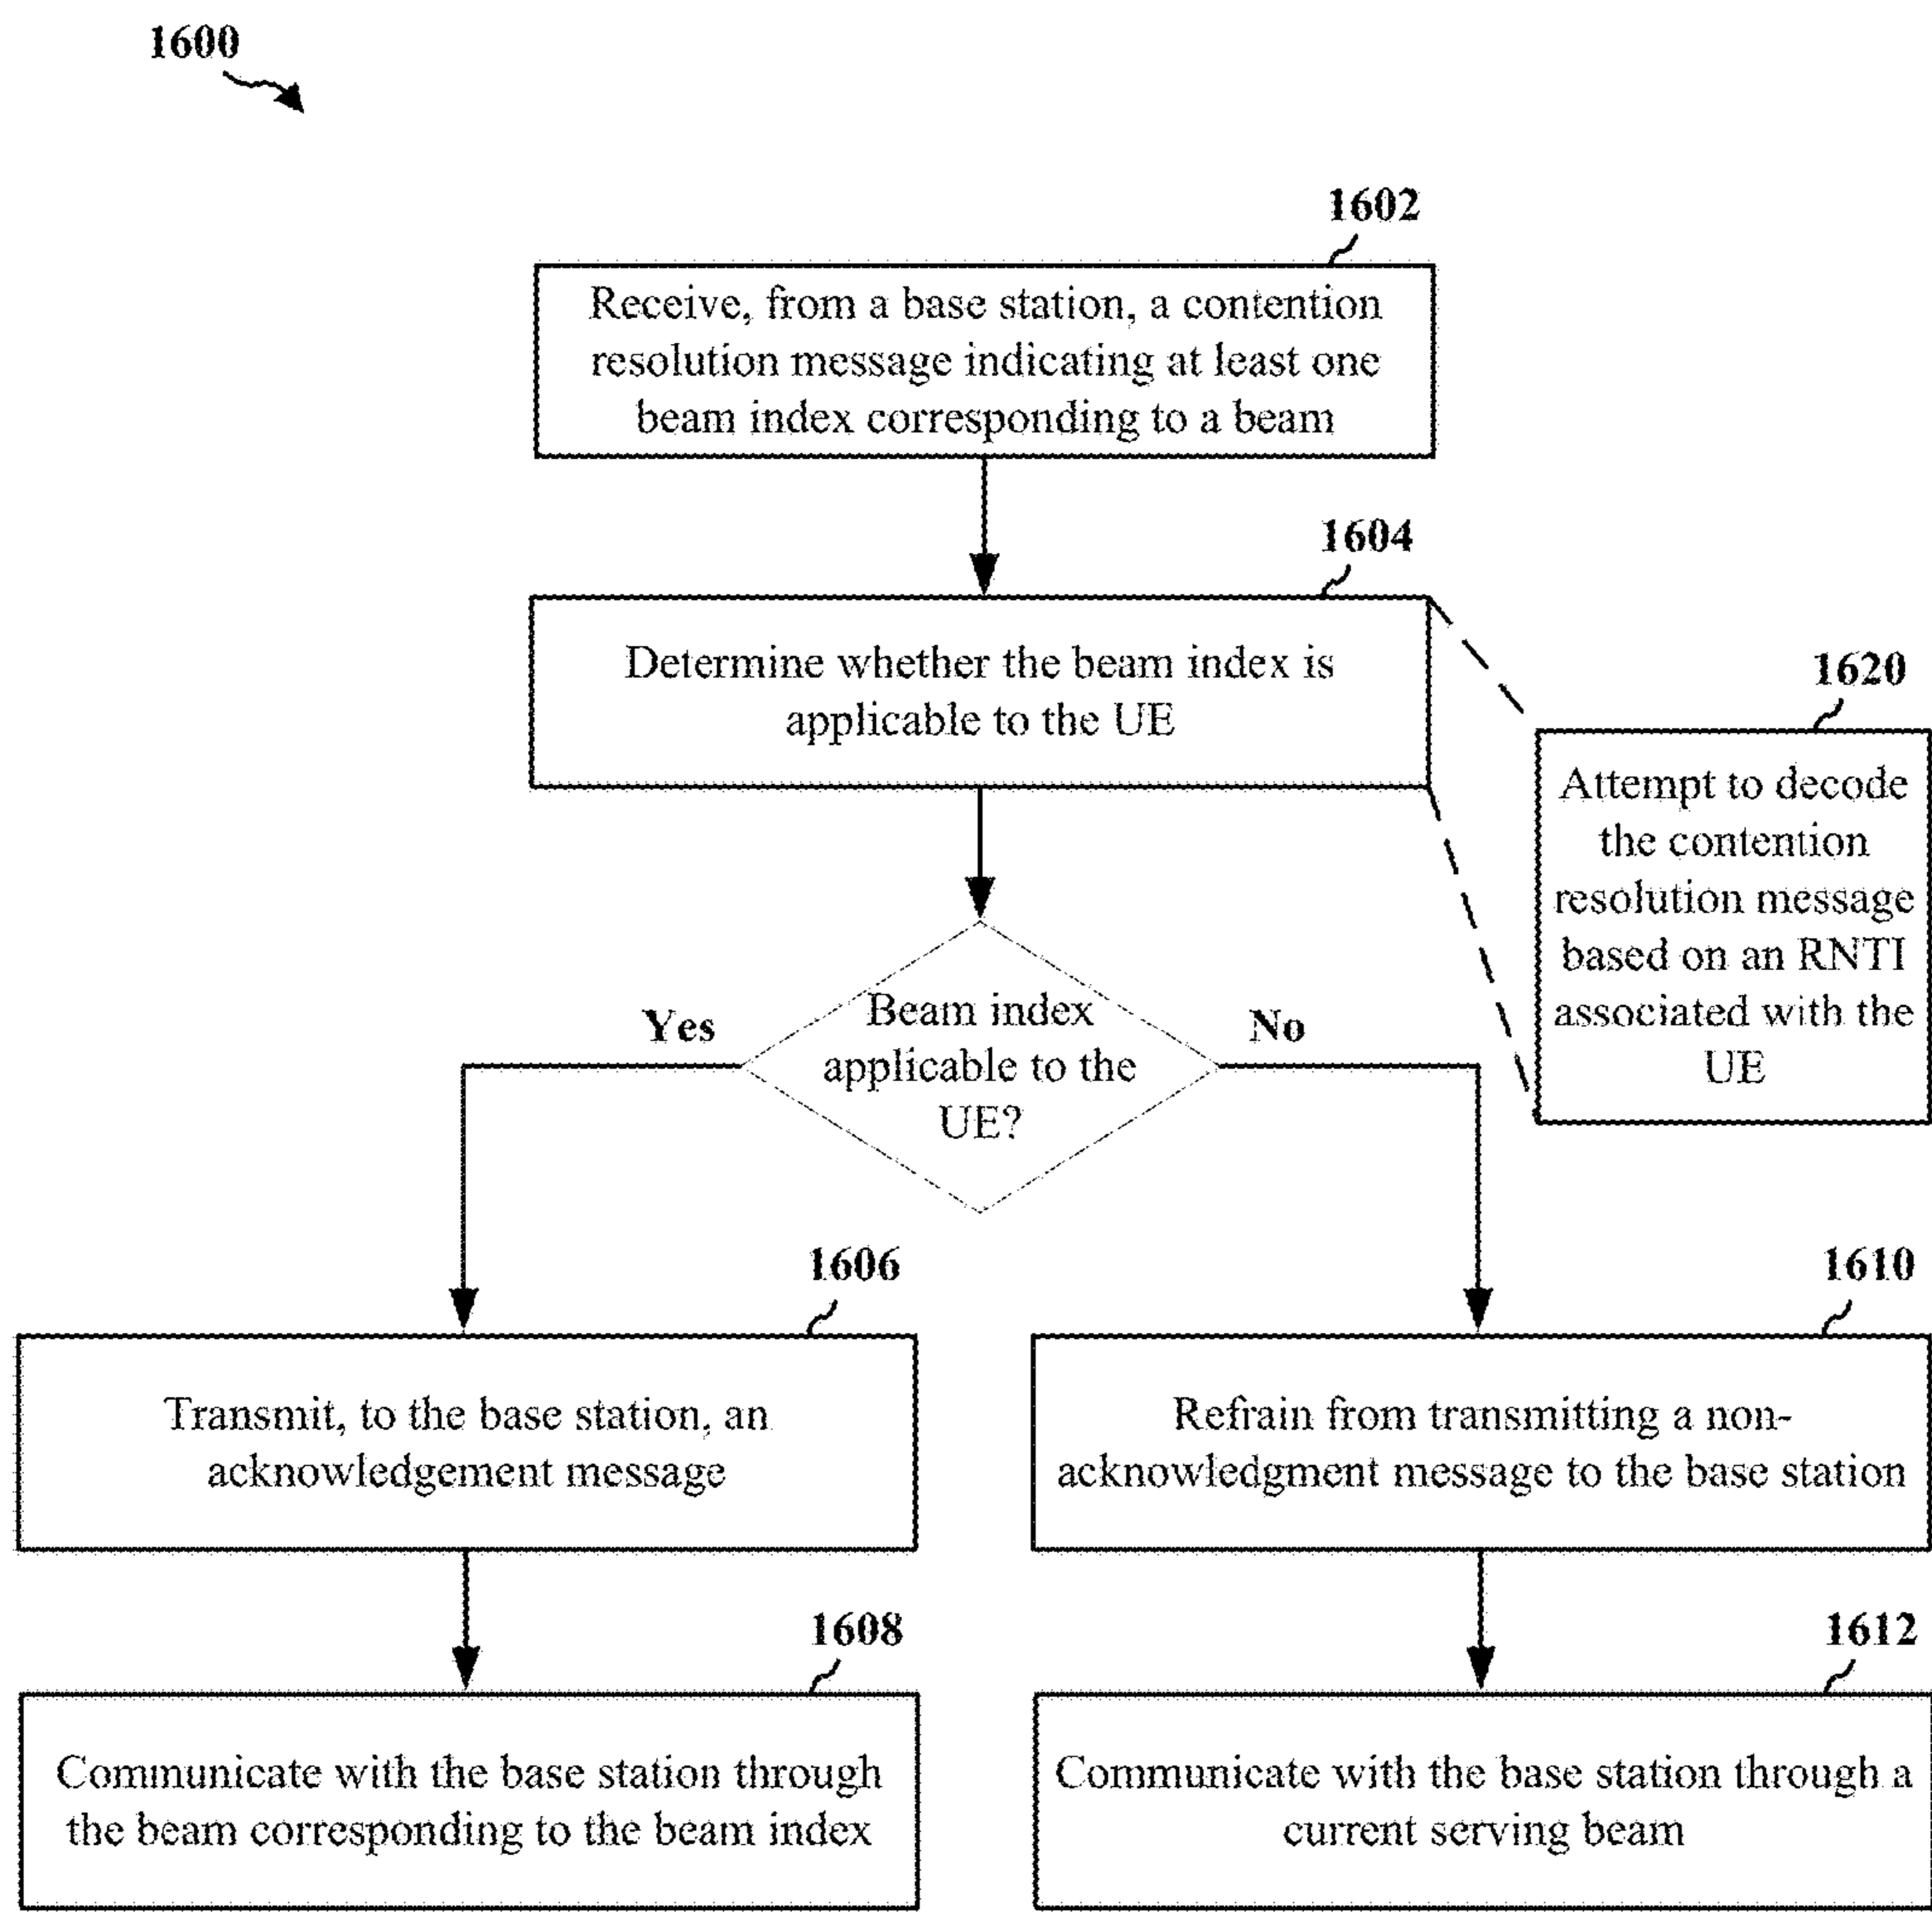 1600
1602
Receive, from a base station, a contention
resolution message indicating at least one
beam index corresponding to a beam
1604
Determine whether the beam index is
applicable to the UE
1620
Attempt to decode
the contention
resolution message
based on an RNTI
associated with the
UE
Yes
Beam index
applicable to the
UE?
No
1606
Transmit, to the base station, an
acknowledgement message
1610
Refrain from transmitting a non-
acknowledgment message to the base station
1608
Communicate with the base station through
the beam corresponding to the beam index
1612
Communicate with the base station through a
current serving beam